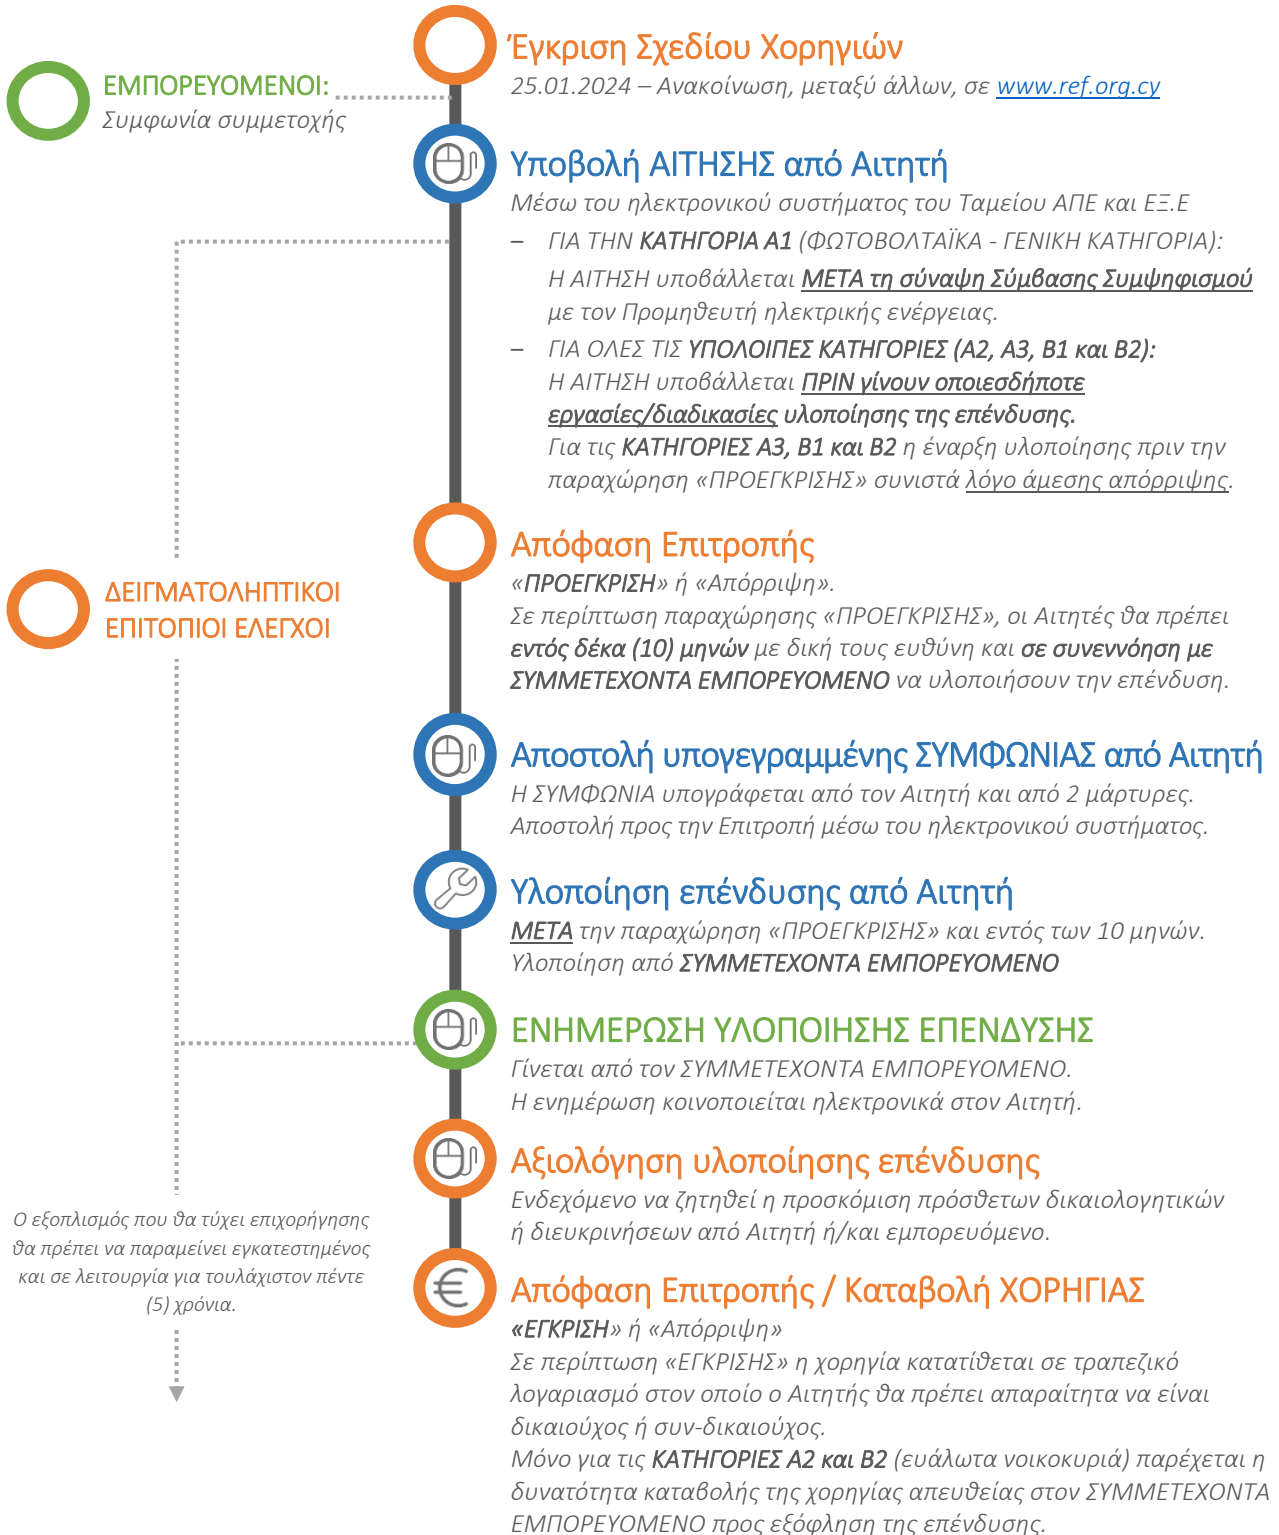 Έγκριση Σχεδίου Χορηγιών
25.01.2024 – Ανακοίνωση, μεταξύ άλλων, σε www.ref.org.cy
ΕΜΠΟΡΕΥΟΜΕΝΟΙ:
Συμφωνία συμμετοχής
Υποβολή ΑΙΤΗΣΗΣ από Αιτητή
Μέσω του ηλεκτρονικού συστήματος του Ταμείου ΑΠΕ και ΕΞ.Ε
– ΓΙΑ ΤΗΝ ΚΑΤΗΓΟΡΙΑ Α1 (ΦΩΤΟΒΟΛΤΑΪΚΑ - ΓΕΝΙΚΗ ΚΑΤΗΓΟΡΙΑ):
Η ΑΙΤΗΣΗ υποβάλλεται ΜΕΤΑ τη σύναψη Σύμβασης Συμψηφισμού
με τον Προμηθευτή ηλεκτρικής ενέργειας.
– ΓΙΑ ΟΛΕΣ ΤΙΣ ΥΠΟΛΟΙΠΕΣ ΚΑΤΗΓΟΡΙΕΣ (Α2, Α3, Β1 και Β2):
Η ΑΙΤΗΣΗ υποβάλλεται ΠΡΙΝ γίνουν οποιεσδήποτε
εργασίες/διαδικασίες υλοποίησης της επένδυσης.
Για τις ΚΑΤΗΓΟΡΙΕΣ Α3, Β1 και Β2 η έναρξη υλοποίησης πριν την
παραχώρηση «ΠΡΟΕΓΚΡΙΣΗΣ» συνιστά λόγο άμεσης απόρριψης.
Απόφαση Επιτροπής
«ΠΡΟΕΓΚΡΙΣΗ» ή «Απόρριψη».
Σε περίπτωση παραχώρησης «ΠΡΟΕΓΚΡΙΣΗΣ», οι Αιτητές θα πρέπει
εντός δέκα (10) μηνών με δική τους ευθύνη και σε συνεννόηση με
ΣΥΜΜΕΤΕΧΟΝΤΑ ΕΜΠΟΡΕΥΟΜΕΝΟ να υλοποιήσουν την επένδυση.
ΔΕΙΓΜΑΤΟΛΗΠΤΙΚΟΙ
ΕΠΙΤΟΠΙΟΙ ΕΛΕΓΧΟΙ
Αποστολή υπογεγραμμένης ΣΥΜΦΩΝΙΑΣ από Αιτητή
Η ΣΥΜΦΩΝΙΑ υπογράφεται από τον Αιτητή και από 2 μάρτυρες.
Αποστολή προς την Επιτροπή μέσω του ηλεκτρονικού συστήματος.
Υλοποίηση επένδυσης από Αιτητή
ΜΕΤΑ την παραχώρηση «ΠΡΟΕΓΚΡΙΣΗΣ» και εντός των 10 μηνών.
Υλοποίηση από ΣΥΜΜΕΤΕΧΟΝΤΑ ΕΜΠΟΡΕΥΟΜΕΝΟ
ΕΝΗΜΕΡΩΣΗ ΥΛΟΠΟΙΗΣΗΣ ΕΠΕΝΔΥΣΗΣ
Γίνεται από τον ΣΥΜΜΕΤΕΧΟΝΤΑ ΕΜΠΟΡΕΥΟΜΕΝΟ.
Η ενημέρωση κοινοποιείται ηλεκτρονικά στον Αιτητή.
Αξιολόγηση υλοποίησης επένδυσης
Ενδεχόμενο να ζητηθεί η προσκόμιση πρόσθετων δικαιολογητικών
ή διευκρινήσεων από Αιτητή ή/και εμπορευόμενο.
Ο εξοπλισμός που θα τύχει επιχορήγησης
θα πρέπει να παραμείνει εγκατεστημένος
και σε λειτουργία για τουλάχιστον πέντε
(5) χρόνια.
€
Απόφαση Επιτροπής / Καταβολή ΧΟΡΗΓΙΑΣ
«ΕΓΚΡΙΣΗ» ή «Απόρριψη»
Σε περίπτωση «ΕΓΚΡΙΣΗΣ» η χορηγία κατατίθεται σε τραπεζικό
λογαριασμό στον οποίο ο Αιτητής θα πρέπει απαραίτητα να είναι
δικαιούχος ή συν-δικαιούχος.
Μόνο για τις ΚΑΤΗΓΟΡΙΕΣ Α2 και Β2 (ευάλωτα νοικοκυριά) παρέχεται η
δυνατότητα καταβολής της χορηγίας απευθείας στον ΣΥΜΜΕΤΕΧΟΝΤΑ
ΕΜΠΟΡΕΥΟΜΕΝΟ προς εξόφληση της επένδυσης.